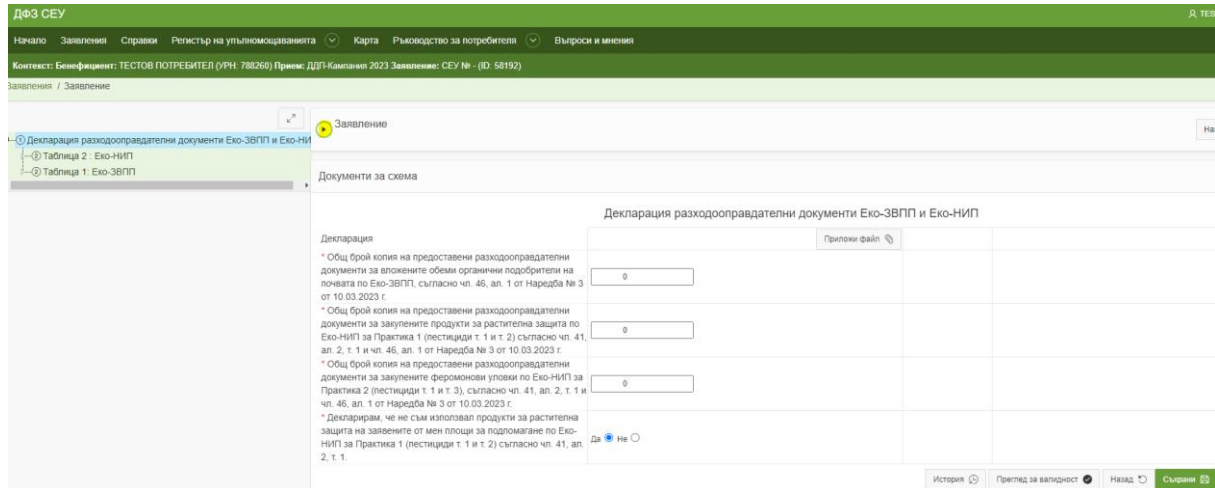 ДФЗ СЕУ
TES
Начало Заявления Справки Регистър на упълномощаванията Карта Ръководство за потребителя Въпроси и мнения
Контекст: Бенефициент: ТЕСТОВ ПОТРЕБИТЕЛ (УРН: 788260) Прием: ДДП-Кампания 2023 Заявление: СЕУ № - (ID: 58192)
Заявления / Заявление
1 Декларация разходооправдателни документи Еко-ЗВПП и Еко-НИ
2 Таблица 2 : Еко-НИП
2 Таблица 1: Еко-ЗВПП
Заявление
На
Документи за схема
Декларация разходооправдателни документи Еко-ЗВПП и Еко-НИП
Декларация
Приложи файл
* Общ брой копия на предоставени разходооправдателни
документи за вложените обеми органични подобрители на
почвата по Еко-ЗВПП, съгласно чл. 46, ал. 1 от Наредба № 3
от 10.03.2023 г.
0
* Общ брой копия на предоставени разходооправдателни
документи за закупените продукти за растителна защита по
Еко-НИП за Практика 1 (пестициди т. 1 и т. 2) съгласно чл. 41,
ал. 2, т. 1 и чл. 46, ал. 1 от Наредба № 3 от 10.03.2023 г.
0
* Общ брой копия на предоставени разходооправдателни
документи за закупените феромонови уловки по Еко-НИП за
Практика 2 (пестициди т. 1 и т. 3), съгласно чл. 41, ал. 2, т. 1 и
чл. 46, ал. 1 от Наредба № 3 от 10.03.2023 г.
0
* Декларирам, че не съм използвал продукти за растителна
защита на заявените от мен площи за подпомагане по Еко-
НИП за Практика 1 (пестициди т. 1 и т. 2) съгласно чл. 41, ал.
2, т. 1.
Да Не
История Преглед за валидност Назад Съхрани